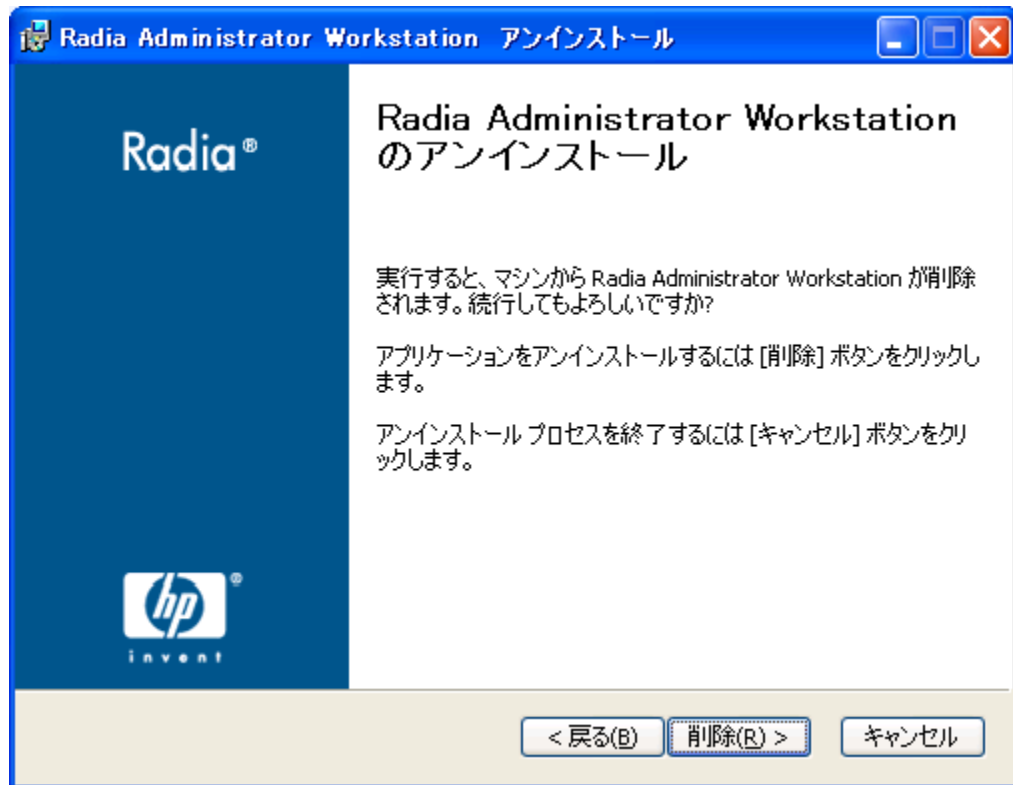 Radia Administrator Workstation アンインストール
Radia®
Radia Administrator Workstation
のアンインストール
実行すると、マシンから Radia Administrator Workstation が削除
されます。続行してもよろしいですか?
アプリケーションをアンインストールするには [削除] ボタンをクリックし
ます。
アンインストール プロセスを終了するには [キャンセル] ボタンをクリ
ックします。
hp®
invent
< 戻る(B)
削除(R) >
キャンセル